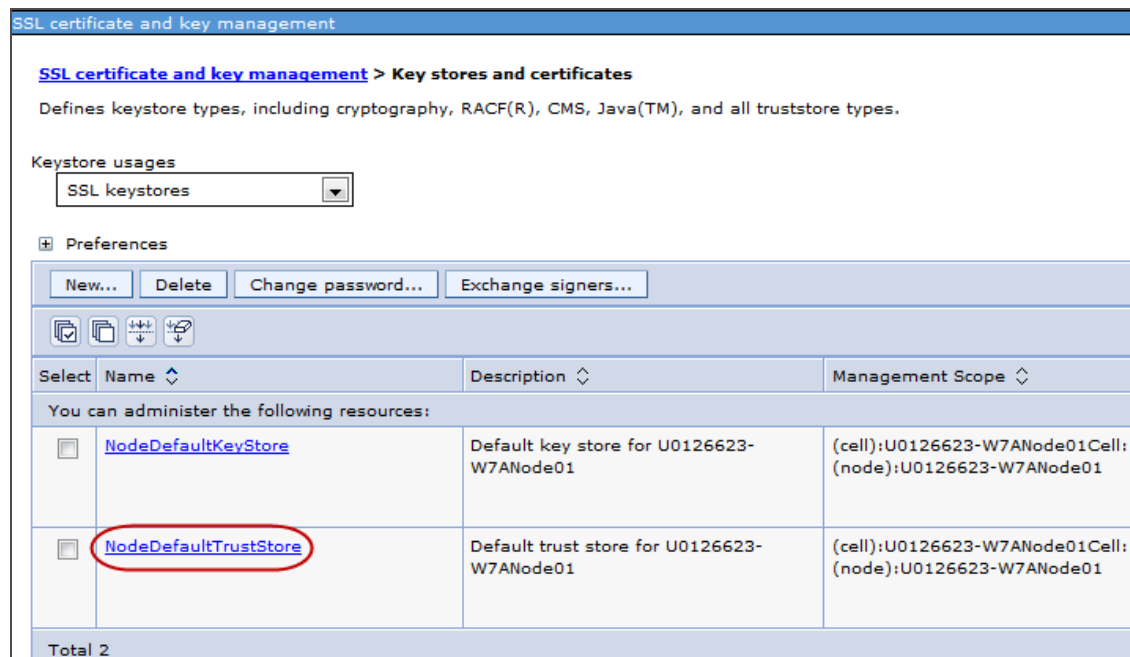 SSL certificate and key management
SSL certificate and key management > Key stores and certificates
Defines keystore types, including cryptography, RACF(R), CMS, Java(TM), and all truststore types.
Keystore usages
SSL keystores
Preferences
New... Delete Change password... Exchange signers...
Select Name Description Management Scope
You can administer the following resources:
NodeDefaultKeyStore Default key store for U0126623- (cell):U0126623-W7ANode01Cell:
W7ANode01 (node):U0126623-W7ANode01
NodeDefaultTrustStore Default trust store for U0126623- (cell):U0126623-W7ANode01Cell:
W7ANode01 (node):U0126623-W7ANode01
Total 2